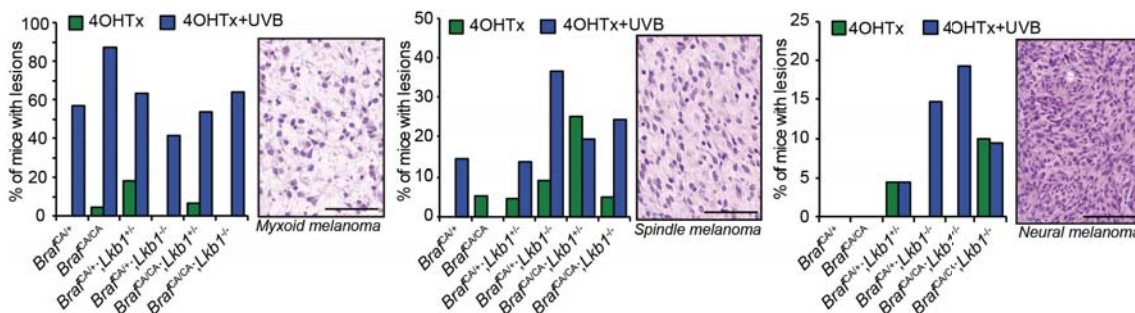 4OHTx 4OHTx+UVB
% of mice with lesions
100
80
60
40
20
0
Braf^CA/+
Braf^CA/CA
Braf^CA/+;Lkb1^+/-
Braf^CA/+;Lkb1^-/-
Braf^CA/CA;Lkb1^+/-
Braf^CA/CA;Lkb1^-/-
Myxoid melanoma
4OHTx 4OHTx+UVB
% of mice with lesions
50
40
30
20
10
0
Braf^CA/+
Braf^CA/CA
Braf^CA/+;Lkb1^+/-
Braf^CA/+;Lkb1^-/-
Braf^CA/CA;Lkb1^+/-
Braf^CA/CA;Lkb1^-/-
Spindle melanoma
4OHTx 4OHTx+UVB
% of mice with lesions
25
20
15
10
5
0
Braf^CA/+
Braf^CA/CA
Braf^CA/+;Lkb1^+/-
Braf^CA/+;Lkb1^-/-
Braf^CA/CA;Lkb1^-/-
Braf^CA/C;Lkb1^-/-
Neural melanoma